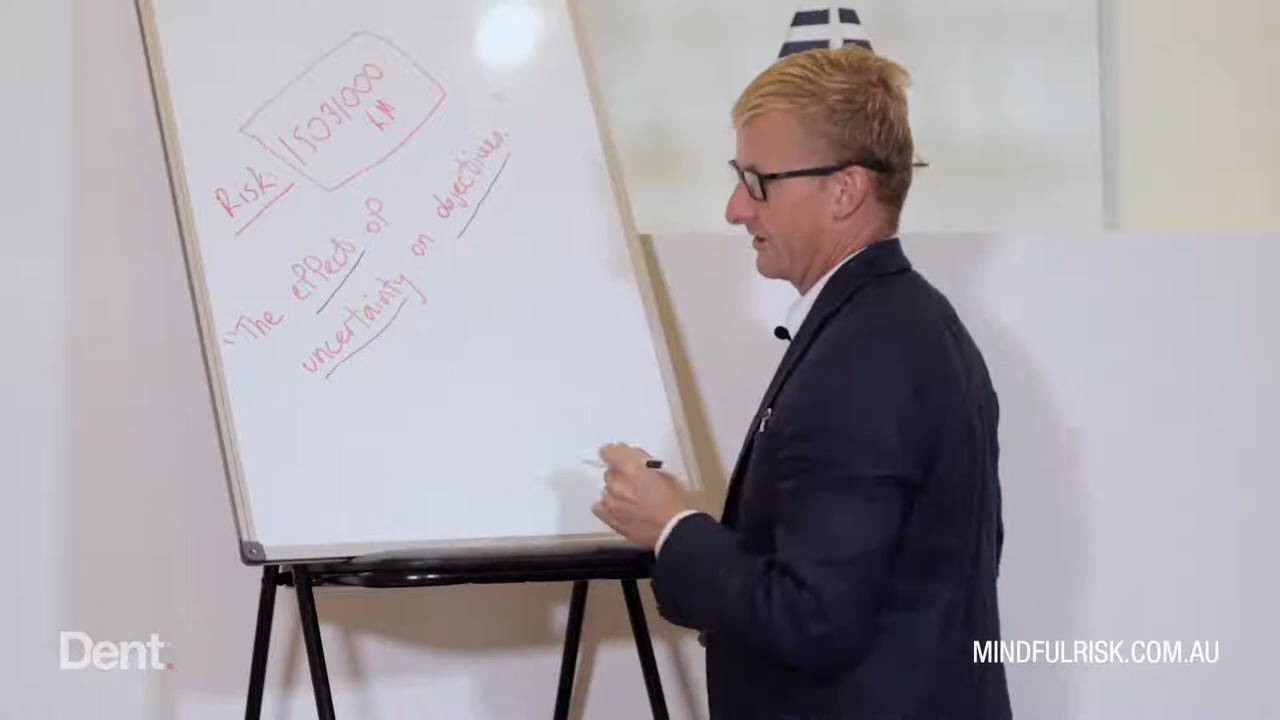 15031000
KM
Risk.
"The effect of
uncertainty on objectives.
Dent.
MINDFULRISK.COM.AU